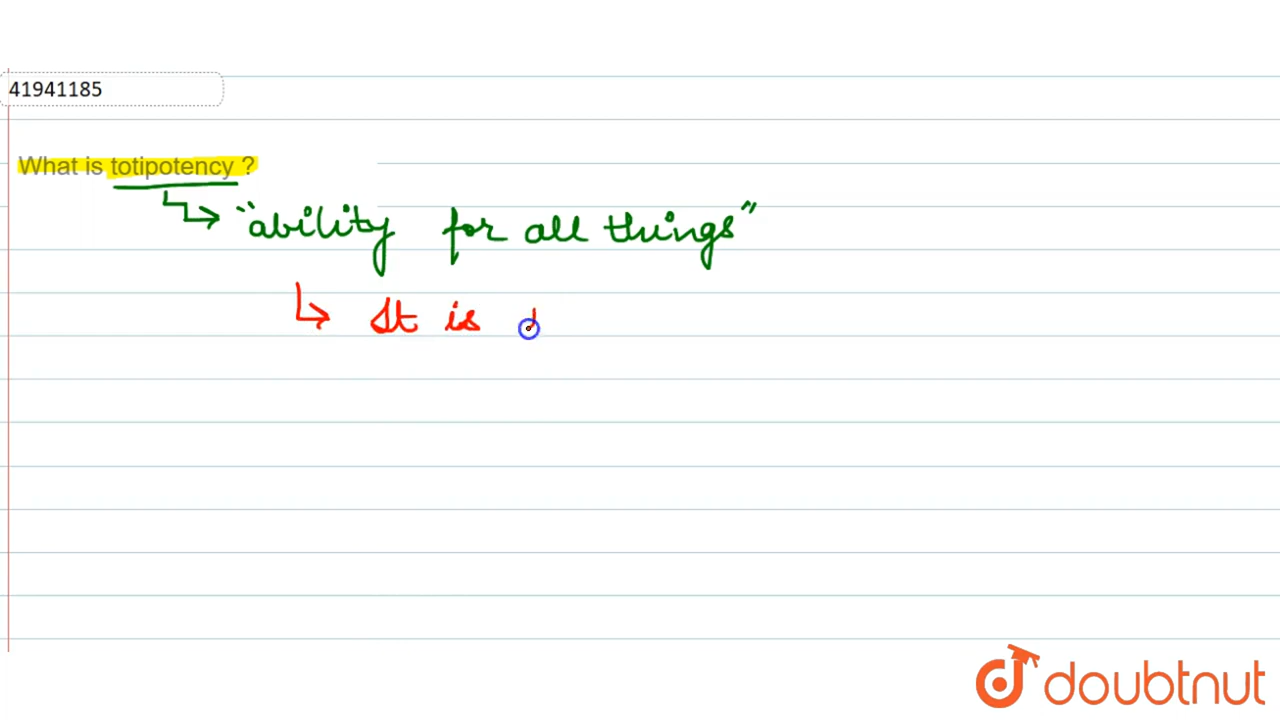 41941185
What is totipotency ?
"ability for all things"
It is
doubtnut